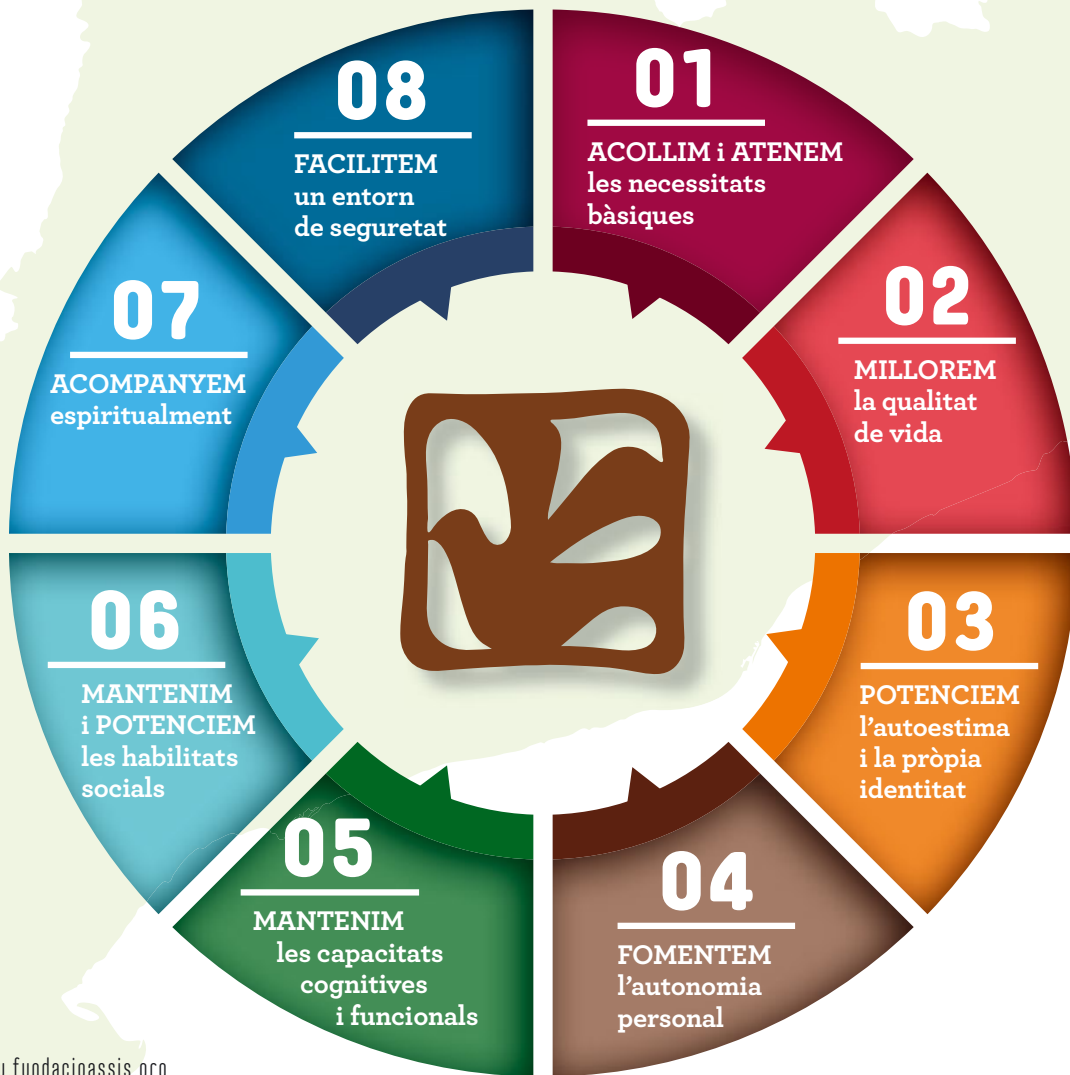 01
ACOLLIM i ATENEM
les necessitats
bàsiques
02
MILLOREM
la qualitat
de vida
03
POTENCIEM
l’autoestima
i la pròpia
identitat
04
FOMENTEM
l’autonomia
personal
05
MANTENIM
les capacitats
cognitives
i funcionals
06
MANTENIM
i POTENCIEM
les habilitats
socials
07
ACOMPANYEM
espiritualment
08
FACILITEM
un entorn
de seguretat
fundacioassis.org